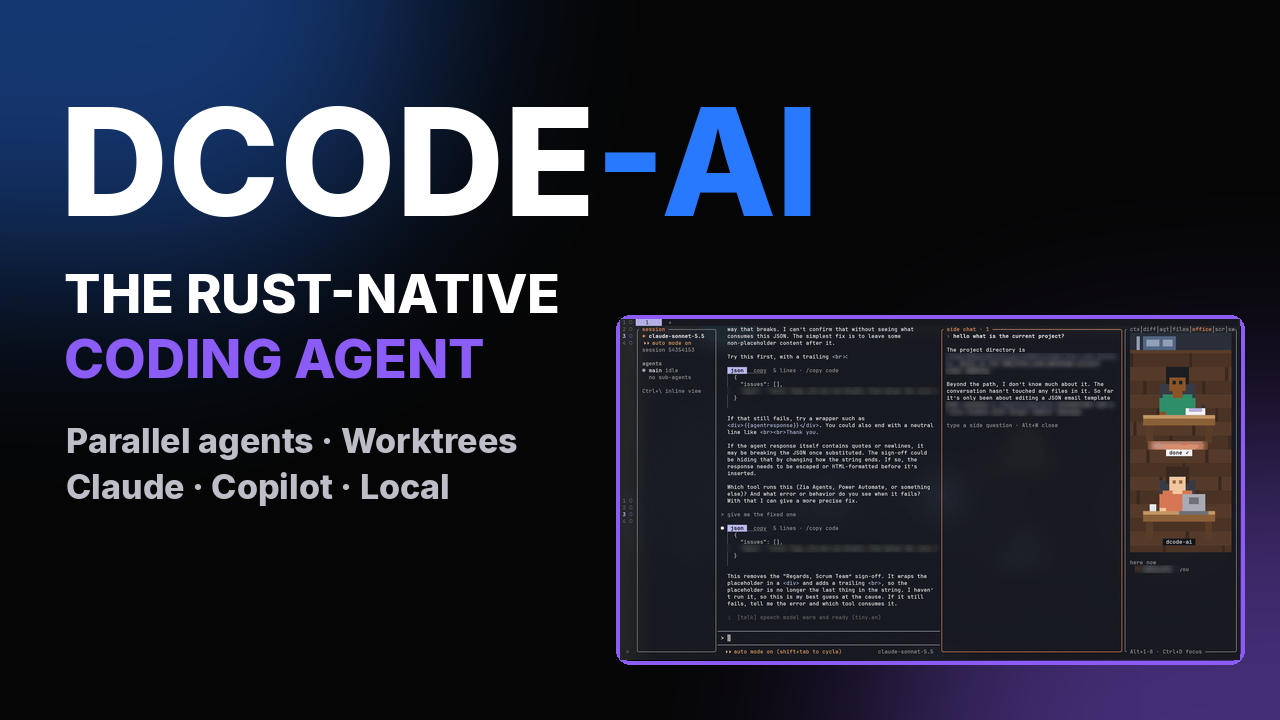 DCODE-AI
THE RUST-NATIVE
CODING AGENT
Parallel agents · Worktrees
Claude · Copilot · Local
session
claude-sonnet-5.5
auto mode on
session 54354153
agents
main idle
no sub-agents
Ctrl+\ inline view
way that breaks. I can't confirm that without seeing what
consumes this JSON. The simplest fix is to leave some
non-placeholder content after it.
Try this first, with a trailing <br>:
json copy 5 lines · /copy code
{
"issues": [],
}
If that still fails, try a wrapper such as
<div>{{agentresponse}}</div>. You could also end with a neutral
line like <br><br>Thank you.
If the agent response itself contains quotes or newlines, it
may be breaking the JSON once substituted. The sign-off could
be hiding that by changing how the string ends. If so, the
response needs to be escaped or HTML-formatted before it's
inserted.
Which tool runs this (Zia Agents, Power Automate, or something
else)? And what error or behavior do you see when it fails?
With that I can give a more precise fix.
> give me the fixed one
json copy 5 lines · /copy code
{
"issues": [],
}
This removes the "Regards, Scrum Team" sign-off. It wraps the
placeholder in a <div> and adds a trailing <br>, so the
placeholder is no longer the last thing in the string. I haven'
t run it, so this is my best guess at the cause. If it still
fails, tell me the error and which tool consumes it.
[talk] speech model warm and ready (tiny.en)
>
auto mode on (shift+tab to cycle) claude-sonnet-5.5
side chat · 1
› hello what is the current project?
The project directory is
Beyond the path, I don't know much about it. The
conversation hasn't touched any files in it. So far
it's only been about editing a JSON email template
type a side question · Alt+W close
ctx|diff|agt|files|office|scr|sw
done ✓
dcode-ai
here now
you
Alt+1-8 · Ctrl+D focus